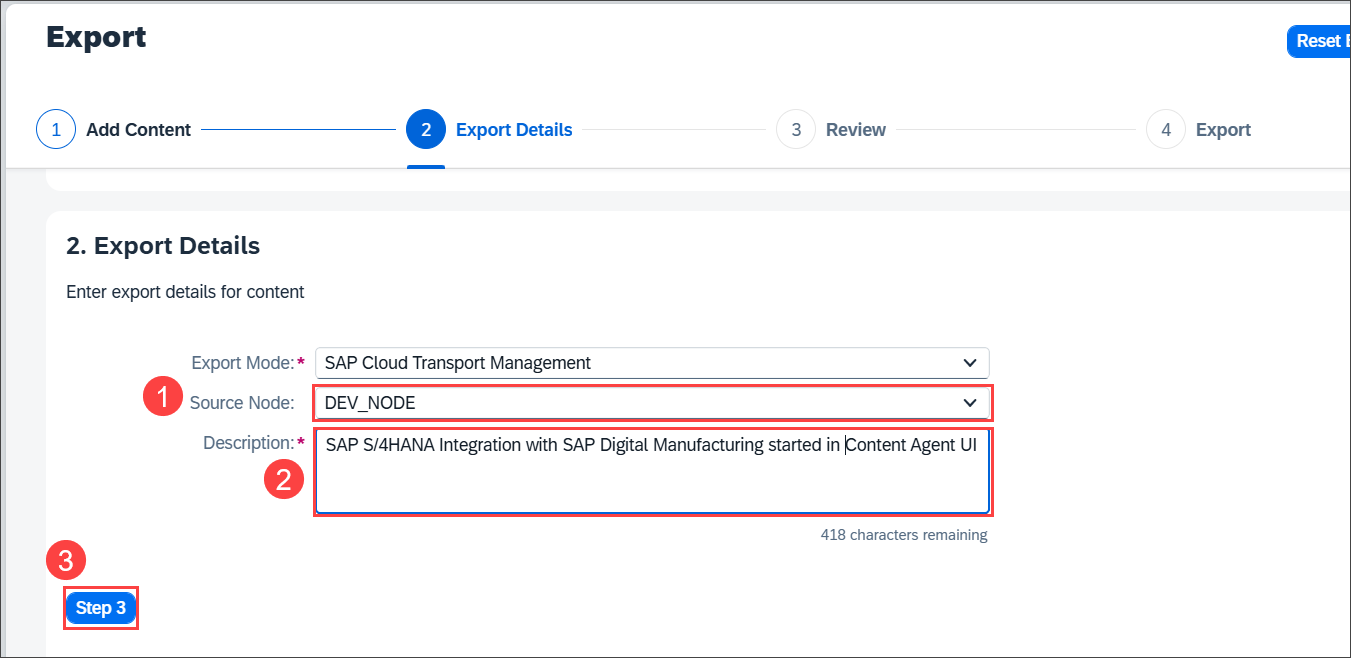 Export
Reset
1 Add Content 2 Export Details 3 Review 4 Export
2. Export Details
Enter export details for content
Export Mode:* SAP Cloud Transport Management
1 Source Node: DEV_NODE
Description:* SAP S/4HANA Integration with SAP Digital Manufacturing started in Content Agent UI
2
418 characters remaining
3
Step 3